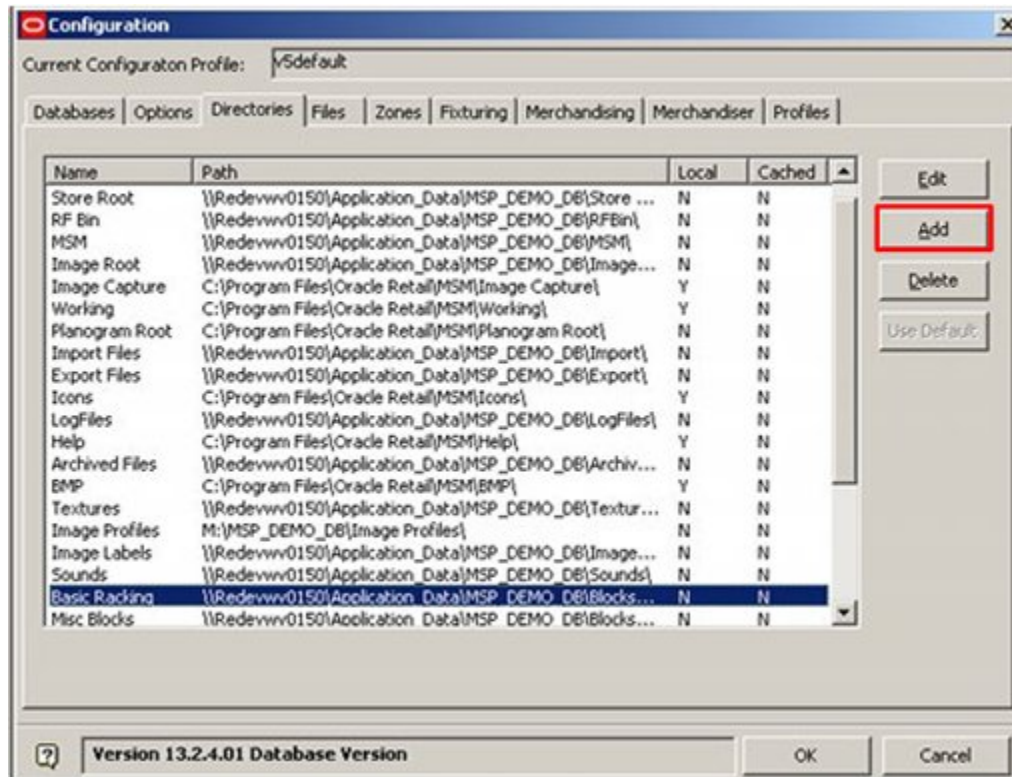 Configuration
Current Configuraton Profile: v5default
Databases Options Directories Files Zones Fixturing Merchandising Merchandiser Profiles
Name Path Local Cached
Store Root \\Redevwv0150\Application_Data\MSP_DEMO_DB\Store ... N N
RF Bin \\Redevwv0150\Application_Data\MSP_DEMO_DB\RFBin\ N N
MSM \\Redevwv0150\Application_Data\MSP_DEMO_DB\MSM\ N N
Image Root \\Redevwv0150\Application_Data\MSP_DEMO_DB\Image... N N
Image Capture C:\Program Files\Oracle Retail\MSM\Image Capture\ Y N
Working C:\Program Files\Oracle Retail\MSM\Working\ Y N
Planogram Root C:\Program Files\Oracle Retail\MSM\Planogram Root\ N N
Import Files \\Redevwv0150\Application_Data\MSP_DEMO_DB\Import\ N N
Export Files \\Redevwv0150\Application_Data\MSP_DEMO_DB\Export\ N N
Icons C:\Program Files\Oracle Retail\MSM\Icons\ Y N
LogFiles \\Redevwv0150\Application_Data\MSP_DEMO_DB\LogFiles\ N N
Help C:\Program Files\Oracle Retail\MSM\Help\ Y N
Archived Files \\Redevwv0150\Application_Data\MSP_DEMO_DB\Archiv... N N
BMP C:\Program Files\Oracle Retail\MSM\BMP\ Y N
Textures \\Redevwv0150\Application_Data\MSP_DEMO_DB\Textur... N N
Image Profiles M:\MSP_DEMO_DB\Image Profiles\ N N
Image Labels \\Redevwv0150\Application_Data\MSP_DEMO_DB\Image... N N
Sounds \\Redevwv0150\Application_Data\MSP_DEMO_DB\Sounds\ N N
Basic Racking \\Redevwv0150\Application_Data\MSP_DEMO_DB\Blocks... N N
Misc Blocks \\Redevwv0150\Application_Data\MSP_DEMO_DB\Blocks... N N
Edit
Add
Delete
Use Default
Version 13.2.4.01 Database Version
OK Cancel